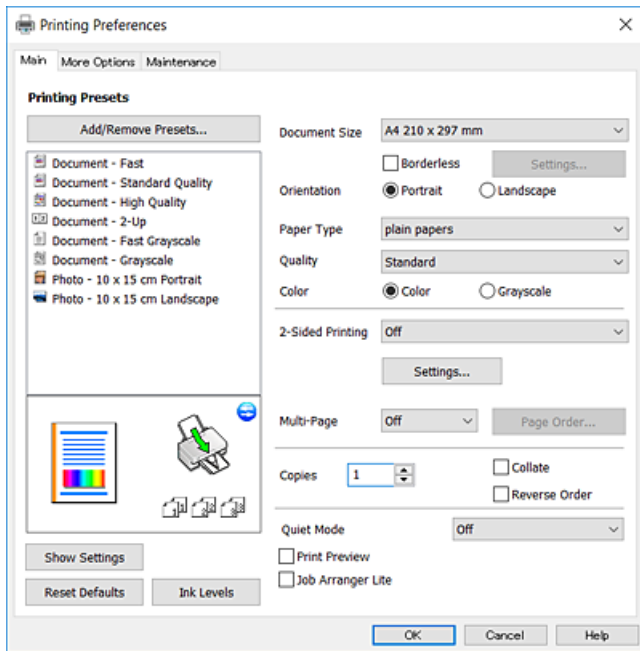 Printing Preferences
Main More Options Maintenance
Printing Presets
Add/Remove Presets...
Document - Fast
Document - Standard Quality
Document - High Quality
Document - 2-Up
Document - Fast Grayscale
Document - Grayscale
Photo - 10 x 15 cm Portrait
Photo - 10 x 15 cm Landscape
Show Settings
Reset Defaults Ink Levels
Document Size A4 210 x 297 mm
Borderless Settings...
Orientation Portrait Landscape
Paper Type plain papers
Quality Standard
Color Color Grayscale
2-Sided Printing Off
Settings...
Multi-Page Off Page Order...
Copies 1 Collate
Reverse Order
Quiet Mode Off
Print Preview
Job Arranger Lite
OK Cancel Help